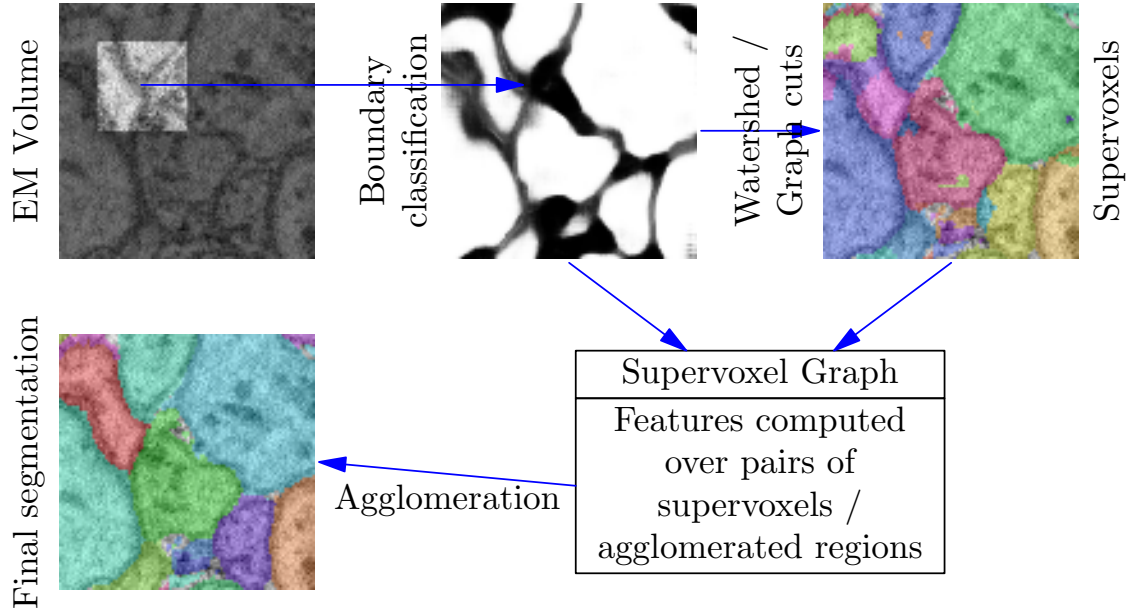 EM Volume
Boundary
classification
Watershed /
Graph cuts
Supervoxels
Final segmentation
Agglomeration
Supervoxel Graph
Features computed
over pairs of
supervoxels /
agglomerated regions